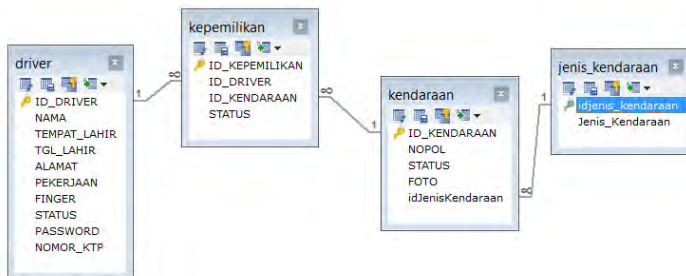 driver
ID_DRIVER
NAMA
TEMPAT_LAHIR
TGL_LAHIR
ALAMAT
PEKERJAAN
FINGER
STATUS
PASSWORD
NOMOR_KTP
1
∞
kepemilikan
ID_KEPEMILIKAN
ID_DRIVER
ID_KENDARAAN
STATUS
∞
1
kendaraan
ID_KENDARAAN
NOPOL
STATUS
FOTO
idJenisKendaraan
∞
1
jenis_kendaraan
idjenis_kendaraan
Jenis_Kendaraan